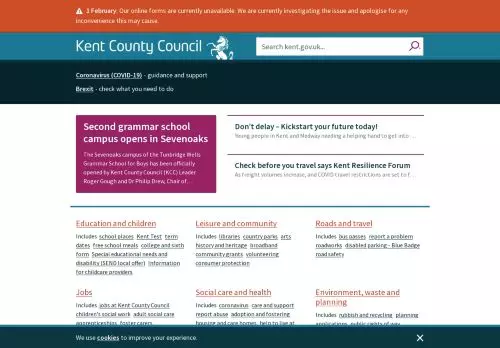 1 February: Our online forms are currently unavailable. We are currently investigating the issue and apologise for any
inconvenience this may cause.
Kent County Council
Search kent.gov.uk...
Coronavirus (COVID-19) - guidance and support
Brexit - check what you need to do
Second grammar school
campus opens in Sevenoaks
The Sevenoaks campus of the Tunbridge Wells
Grammar School for Boys has been officially
opened by Kent County Council (KCC) Leader
Roger Gough and Dr Philip Drew, Chair of...
Don't delay – Kickstart your future today!
Young people in Kent and Medway needing a helping hand to get into ...
Check before you travel says Kent Resilience Forum
As freight volumes increase, and COVID travel restrictions are set to f...
Education and children
Includes school places Kent Test term
dates free school meals college and sixth
form Special educational needs and
disability (SEND local offer) Information
for childcare providers
Leisure and community
Includes libraries country parks arts
history and heritage broadband
community grants volunteering
consumer protection
Roads and travel
Includes bus passes report a problem
roadworks disabled parking - Blue Badge
road safety
Jobs
Includes jobs at Kent County Council
children's social work adult social care
apprenticeships foster carers
Social care and health
Includes coronavirus care and support
report abuse adoption and fostering
housing and care homes help to live at
Environment, waste and
planning
Includes rubbish and recycling planning
applications public rights of way
We use cookies to improve your experience.